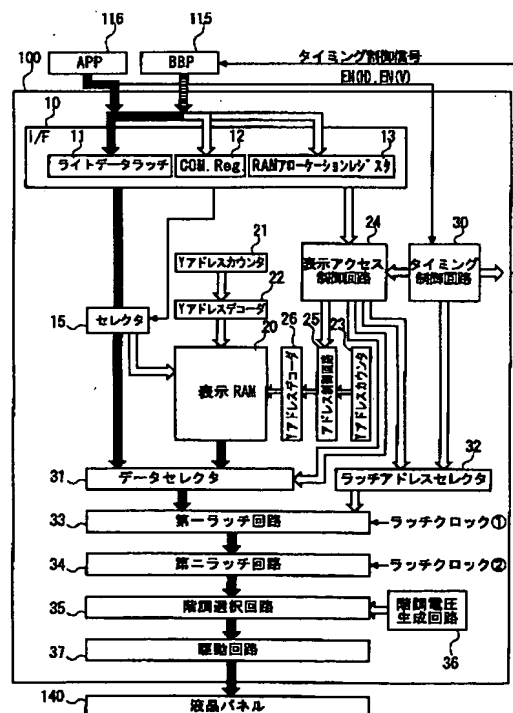 116
115
APP
BBP
タイミング制御信号
100
EN(H), EN(V)
10
I/F
11
12
13
ライトデータラッチ
COM. Reg.
RAMアローケーションレジスタ
21
24
30
Yアドレスカウンタ
22
表示アクセス
制御回路
タイミング
制御回路
Yアドレスデコーダ
15
セレクタ
20
26
25
23
表示 RAM
Yアドレスデコーダ
アドレス制御回路
Yアドレスカウンタ
32
31
データセレクタ
ラッチアドレスセレクタ
33
第一ラッチ回路
ラッチクロック①
34
第二ラッチ回路
ラッチクロック②
35
階調選択回路
階調電圧
生成回路
36
37
駆動回路
140
液晶パネル